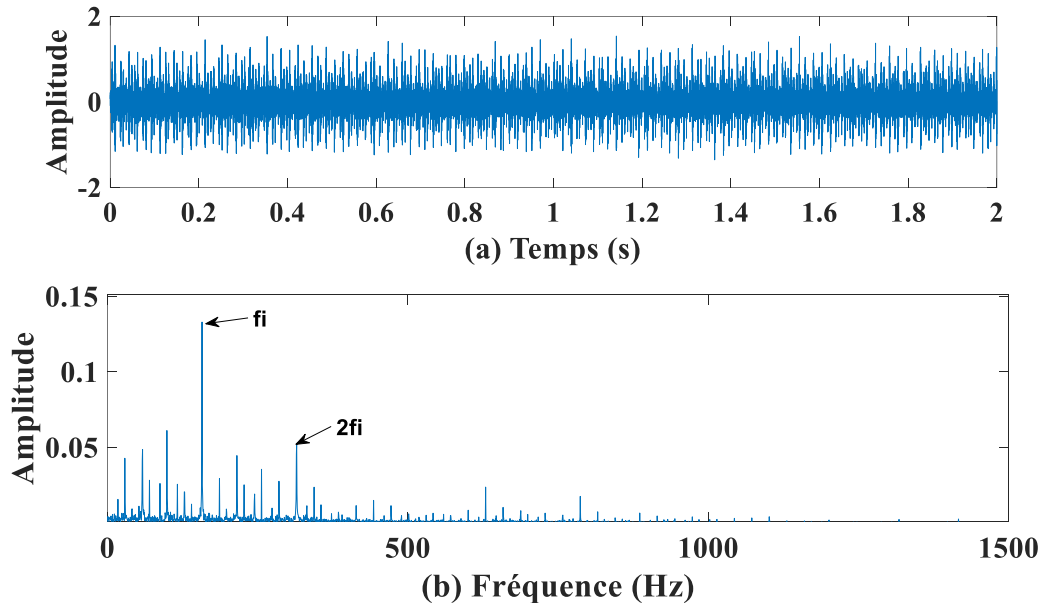 2
0
-2
Amplitude
0 0.2 0.4 0.6 0.8 1 1.2 1.4 1.6 1.8 2
(a) Temps (s)
0.15
0.1
0.05
Amplitude
fi
2fi
0 500 1000 1500
(b) Fréquence (Hz)